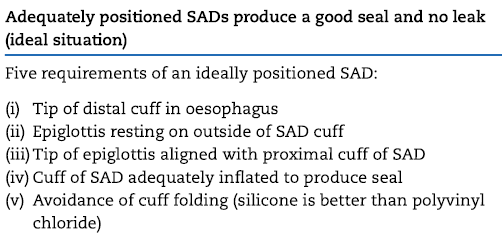 Adequately positioned SADs produce a good seal and no leak
(ideal situation)
Five requirements of an ideally positioned SAD:
(i) Tip of distal cuff in oesophagus
(ii) Epiglottis resting on outside of SAD cuff
(iii) Tip of epiglottis aligned with proximal cuff of SAD
(iv) Cuff of SAD adequately inflated to produce seal
(v) Avoidance of cuff folding (silicone is better than polyvinyl
chloride)